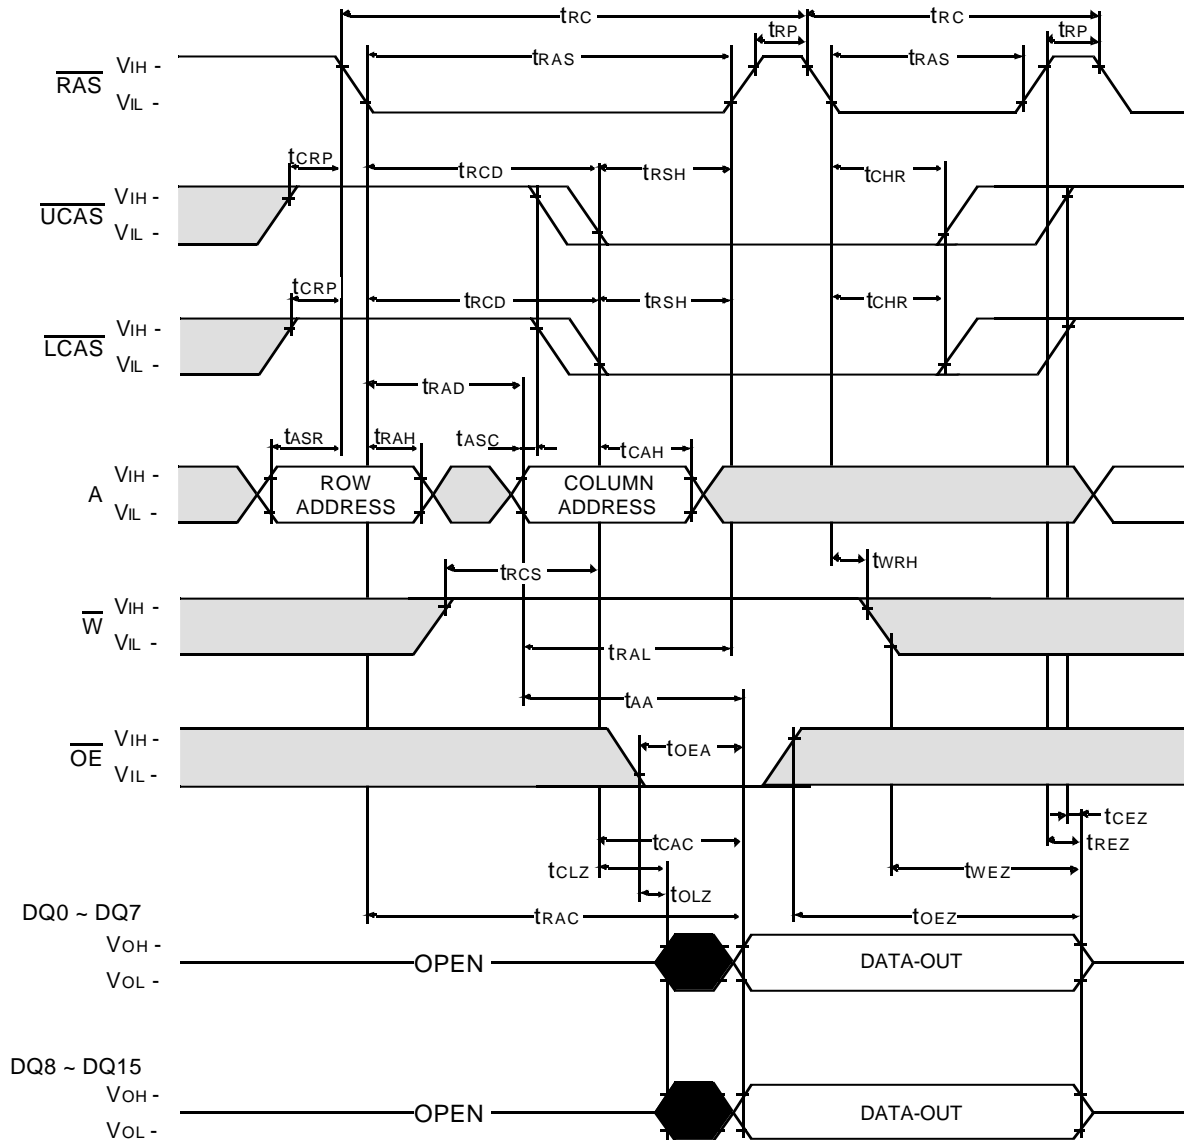 tRC tRC
tRP tRP
tRAS tRAS
RAS
VIH -
VIL -
tCRP tRCD tRSH tCHR
UCAS
VIH -
VIL -
tCRP tRCD tRSH tCHR
LCAS
VIH -
VIL -
tRAD
tASR tRAH tASC tCAH
A
VIH -
VIL -
ROW
ADDRESS
COLUMN
ADDRESS
tWRH
tRCS
W
VIH -
VIL -
tRAL
tAA
OE
VIH -
VIL -
tOEA
tCEZ
tCAC tREZ
tCLZ tWEZ
tOLZ
DQ0 ~ DQ7
tRAC tOEZ
VOH -
VOL -
OPEN DATA-OUT
DQ8 ~ DQ15
VOH -
VOL -
OPEN DATA-OUT